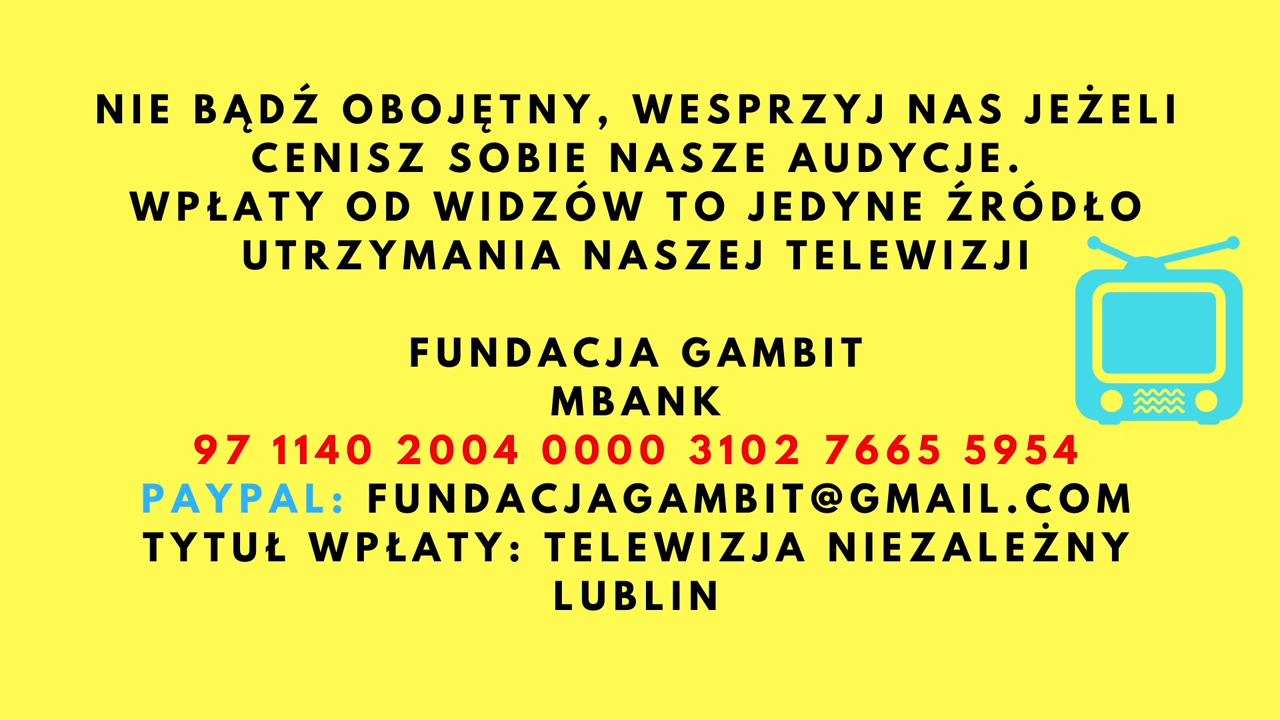 NIE BĄDŹ OBOJĘTNY, WESPRZYJ NAS JEŻELI
CENISZ SOBIE NASZE AUDYCJE.
WPŁATY OD WIDZÓW TO JEDYNE ŹRÓDŁO
UTRZYMANIA NASZEJ TELEWIZJI
FUNDACJA GAMBIT
MBANK
97 1140 2004 0000 3102 7665 5954
PAYPAL: FUNDACJAGAMBIT@GMAIL.COM
TYTUŁ WPŁATY: TELEWIZJA NIEZALEŻNY
LUBLIN